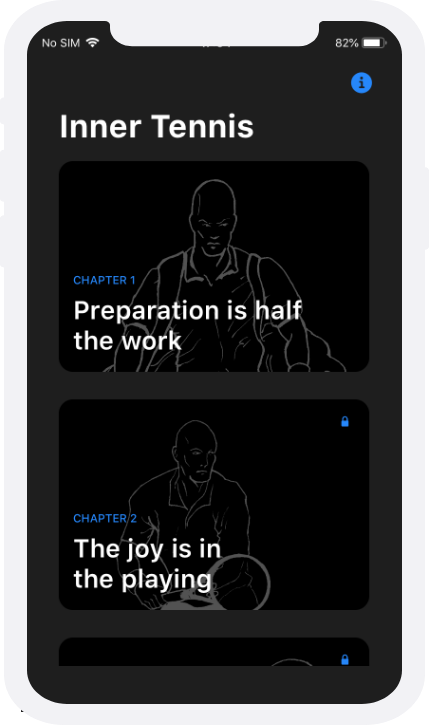 No SIM 82%
Inner Tennis
CHAPTER 1
Preparation is half
the work
CHAPTER 2
The joy is in
the playing